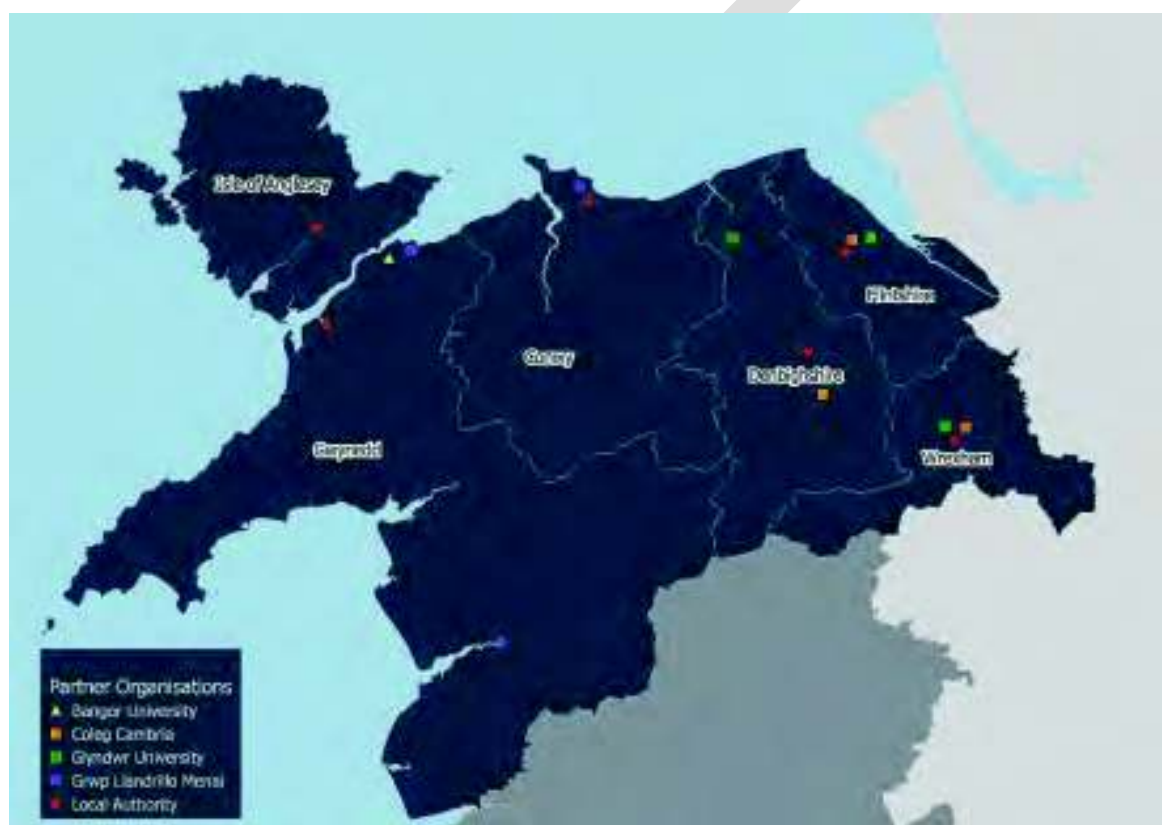 Isle of Anglesey
Flintshire
Conwy
Denbighshire
Gwynedd
Wrexham
Partner Organisations
Bangor University
Coleg Cambria
Glyndwr University
Grwp Llandrillo Menai
Local Authority